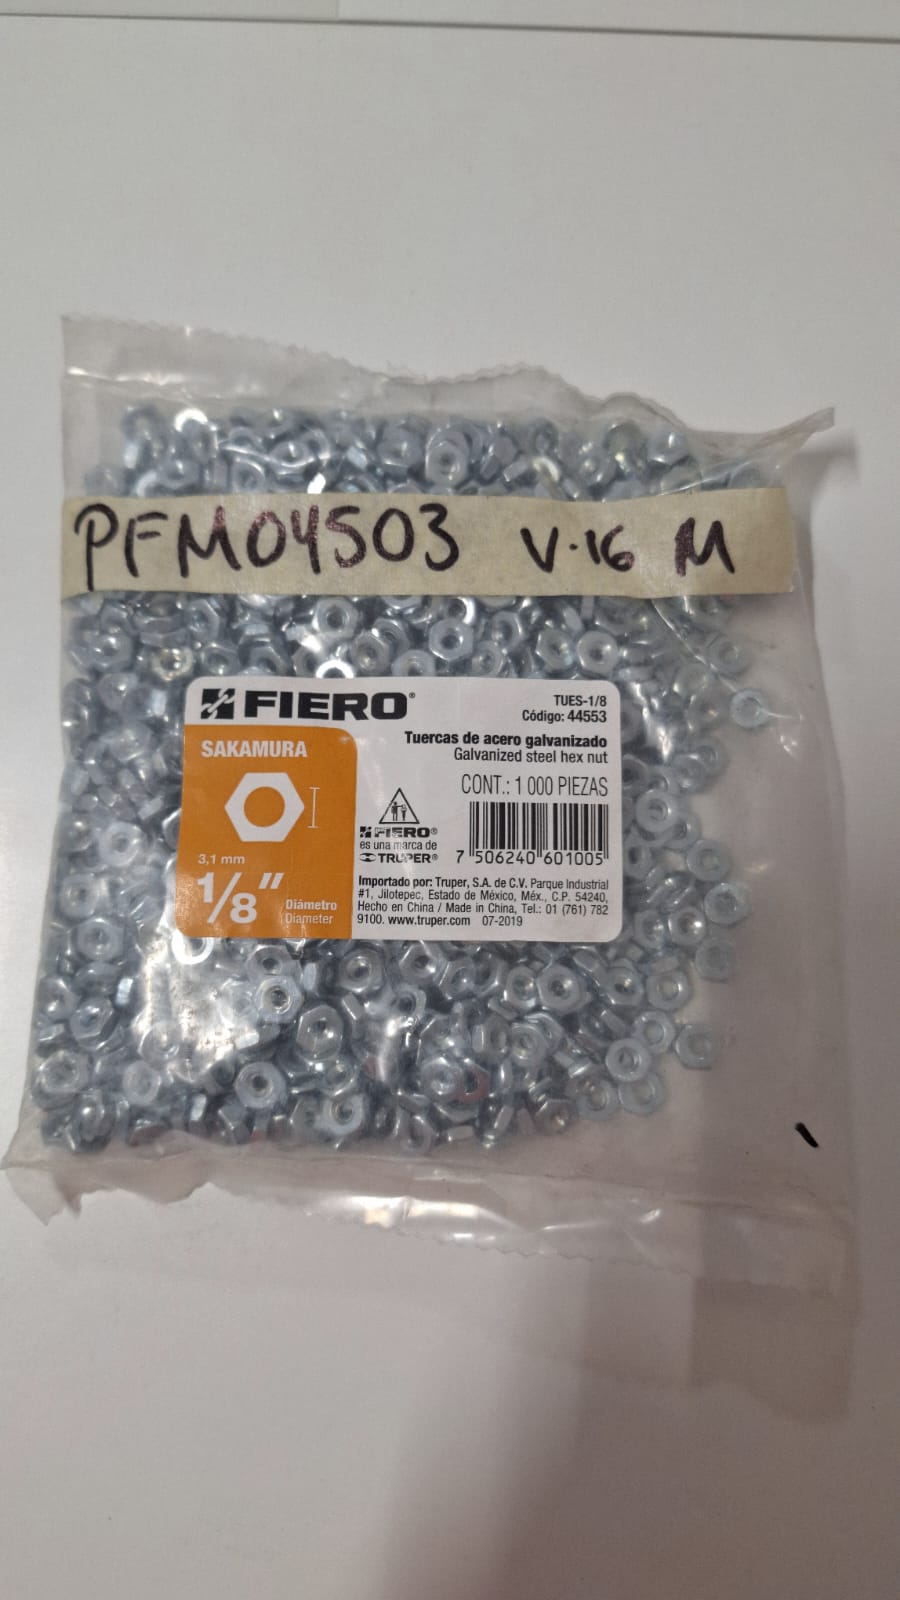 PFM04503 V.16 M
FIERO®
TUES-1/8
Código: 44553
SAKAMURA
Tuercas de acero galvanizado
Galvanized steel hex nut
CONT.: 1 000 PIEZAS
3,1 mm
1/8"
Diámetro
Diameter
FIERO®
es una marca de
TRUPER®
7 506240 601005
Importado por: Truper, S.A. de C.V. Parque Industrial
#1, Jilotepec, Estado de México, Méx., C.P. 54240,
Hecho en China / Made in China, Tel.: 01 (761) 782
9100. www.truper.com 07-2019